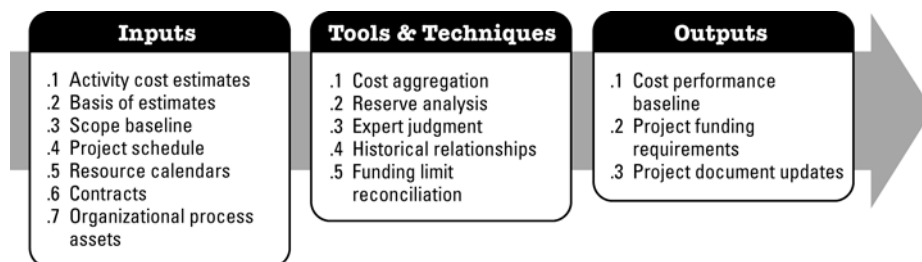 Inputs
.1 Activity cost estimates
.2 Basis of estimates
.3 Scope baseline
.4 Project schedule
.5 Resource calendars
.6 Contracts
.7 Organizational process
assets
Tools & Techniques
.1 Cost aggregation
.2 Reserve analysis
.3 Expert judgment
.4 Historical relationships
.5 Funding limit
reconciliation
Outputs
.1 Cost performance
baseline
.2 Project funding
requirements
.3 Project document updates